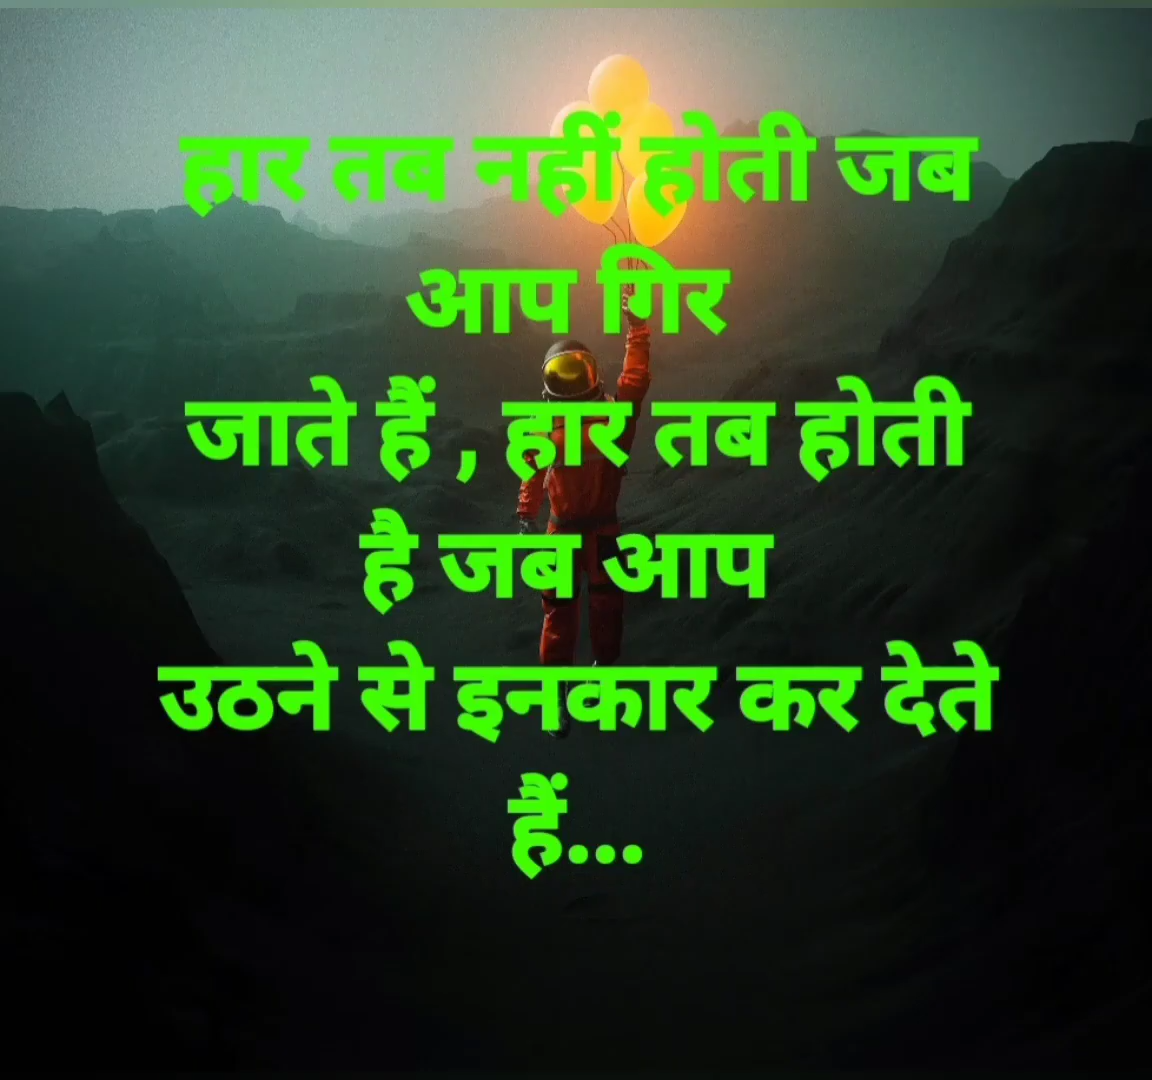 हार तब नहीं होती जब
आप गिर
जाते हैं , हार तब होती
है जब आप
उठने से इनकार कर देते
हैं...